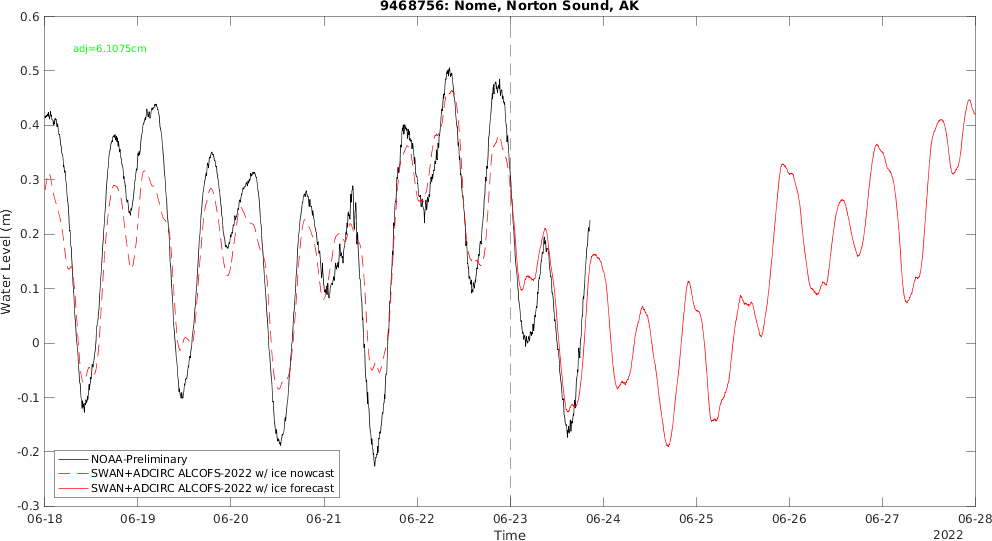 9468756: Nome, Norton Sound, AK
0.6
adj=6.1075cm
0.5
0.4
0.3
0.2
0.1
0
-0.1
-0.2
-0.3
Water Level (m)
NOAA-Preliminary
SWAN+ADCIRC ALCOFS-2022 w/ ice nowcast
SWAN+ADCIRC ALCOFS-2022 w/ ice forecast
06-18 06-19 06-20 06-21 06-22 06-23 06-24 06-25 06-26 06-27 06-28
Time
2022